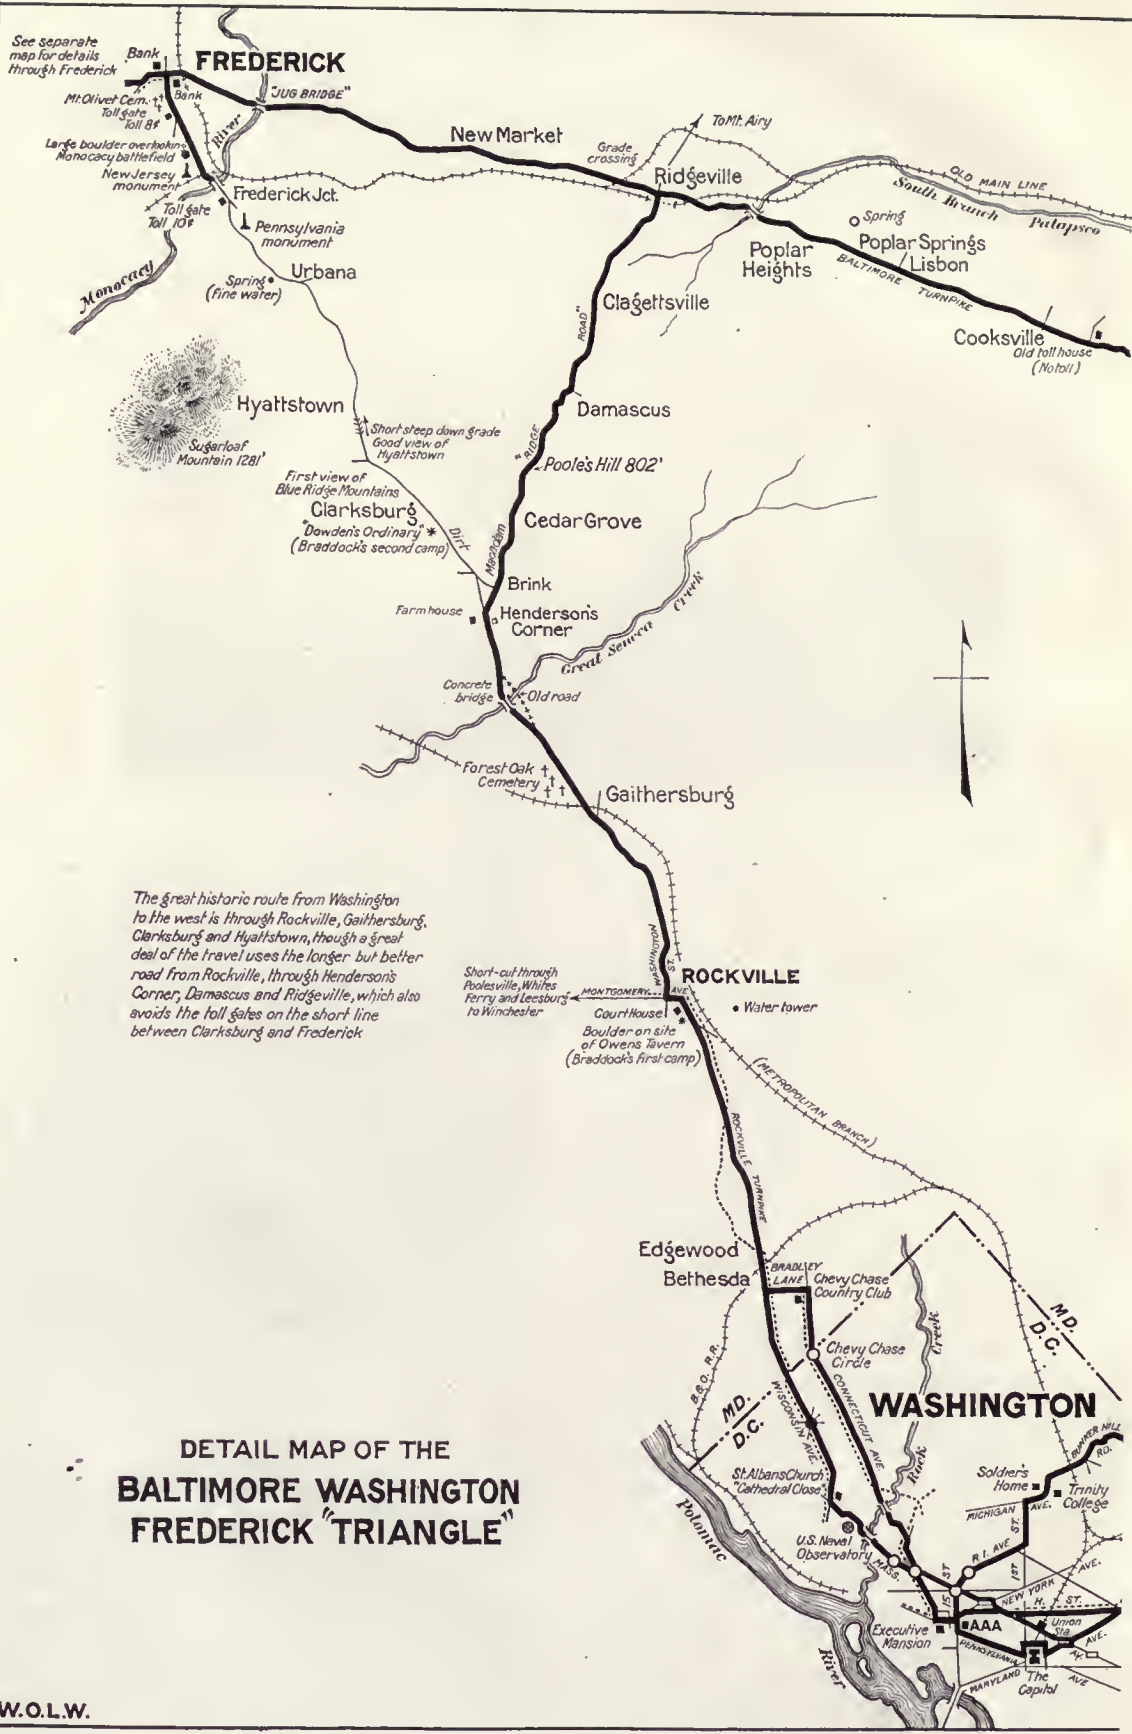 See separate
map for details
through Frederick
Bank
FREDERICK
Mt. Olivet Cem.
Bank
Toll gate
Toll 8¢
"JUG BRIDGE"
River
Large boulder overlooking
Monocacy battlefield
New Jersey
monument
Frederick Jct.
Toll gate
Toll 10¢
Pennsylvania
monument
Monocacy
Spring
(fine water)
Urbana
New Market
Grade
crossing
To Mt. Airy
Ridgeville
OLD MAIN LINE
South Branch
Patapsco
Spring
Poplar
Heights
Poplar Springs
Lisbon
BALTIMORE TURNPIKE
Cooksville
Old toll house
(No toll)
Clagettsville
"RIDGE ROAD"
Damascus
Poole's Hill 802'
Hyattstown
Sugarloaf
Mountain 1281'
Short steep down grade
Good view of
Hyattstown
First view of
Blue Ridge Mountains
Clarksburg
"Dowden's Ordinary"
(Braddock's second camp)
Dirt
Macadam
Cedar Grove
Brink
Farm house
Henderson's
Corner
Great Seneca Creek
Concrete
bridge
Old road
Forest Oak
Cemetery
Gaithersburg
The great historic route from Washington
to the west is through Rockville, Gaithersburg,
Clarksburg and Hyattstown, though a great
deal of the travel uses the longer but better
road from Rockville, through Henderson's
Corner, Damascus and Ridgeville, which also
avoids the toll gates on the short line
between Clarksburg and Frederick
WASHINGTON ST.
ROCKVILLE
Short-cut through
Poolesville, Whites
Ferry and Leesburg
to Winchester
MONTGOMERY AVE
Court House
Water tower
Boulder on site
of Owens Tavern
(Braddock's first camp)
(METROPOLITAN BRANCH)
ROCKVILLE TURNPIKE
Edgewood
Bethesda
BRADLEY
LANE
Chevy Chase
Country Club
Chevy Chase
Circle
Creek
MD.
D.C.
B.&O. R.R.
MD.
D.C.
WISCONSIN AVE.
CONNECTICUT AVE.
WASHINGTON
BUNKER HILL
RD.
Rock
St. Albans Church
"Cathedral Close"
Soldier's
Home
Trinity
College
MICHIGAN AVE.
Potomac
U.S. Naval
Observatory
MASS.
R.I. AVE
1ST ST.
15 ST
NEW YORK AVE.
H. ST.
Executive
Mansion
AAA
Union
Sta.
PENNSYLVANIA
AVE.
The
Capitol
MARYLAND
AVE
River
DETAIL MAP OF THE
BALTIMORE WASHINGTON
FREDERICK "TRIANGLE"
W.O.L.W.